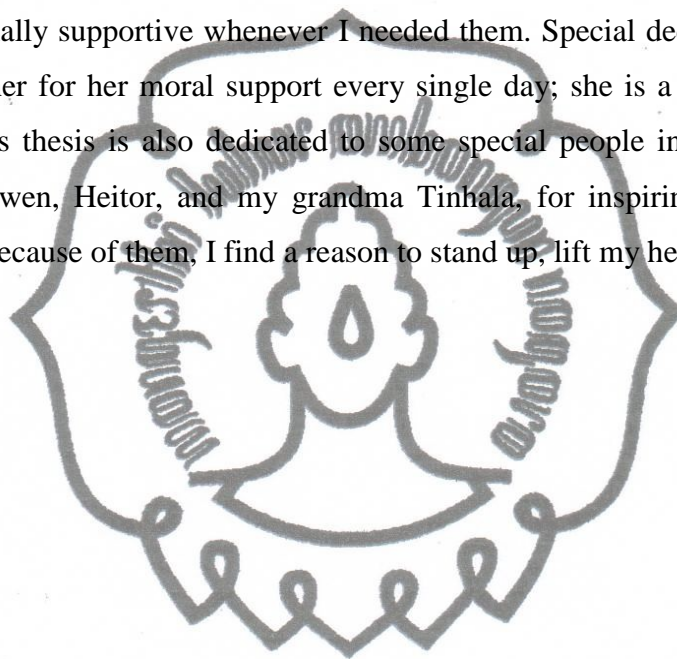 ally supportive whenever I needed them. Special de
her for her moral support every single day; she is a
s thesis is also dedicated to some special people in
wen, Heitor, and my grandma Tinhala, for inspirin
ecause of them, I find a reason to stand up, lift my he